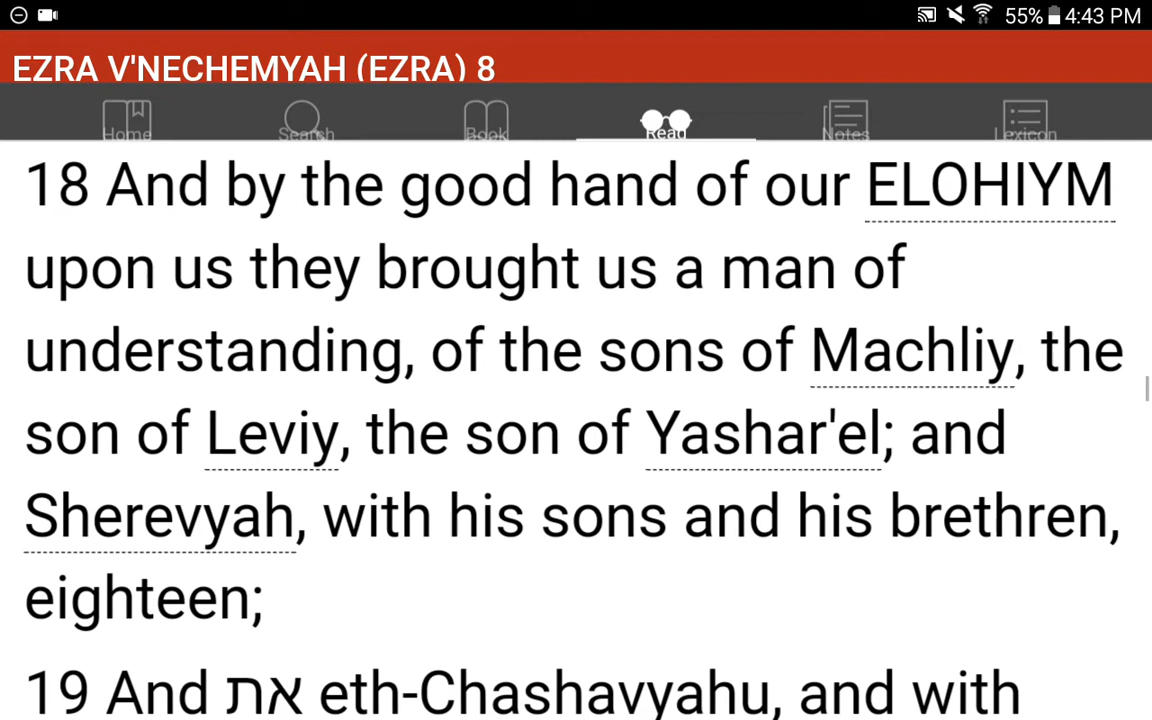 55% 4:43 PM
EZRA V'NECHEMYAH (EZRA) 8
Home Search Book Read Notes Lexicon
18 And by the good hand of our ELOHIYM
upon us they brought us a man of
understanding, of the sons of Machliy, the
son of Leviy, the son of Yashar'el; and
Sherevyah, with his sons and his brethren,
eighteen;
19 And את eth-Chashavyahu, and with